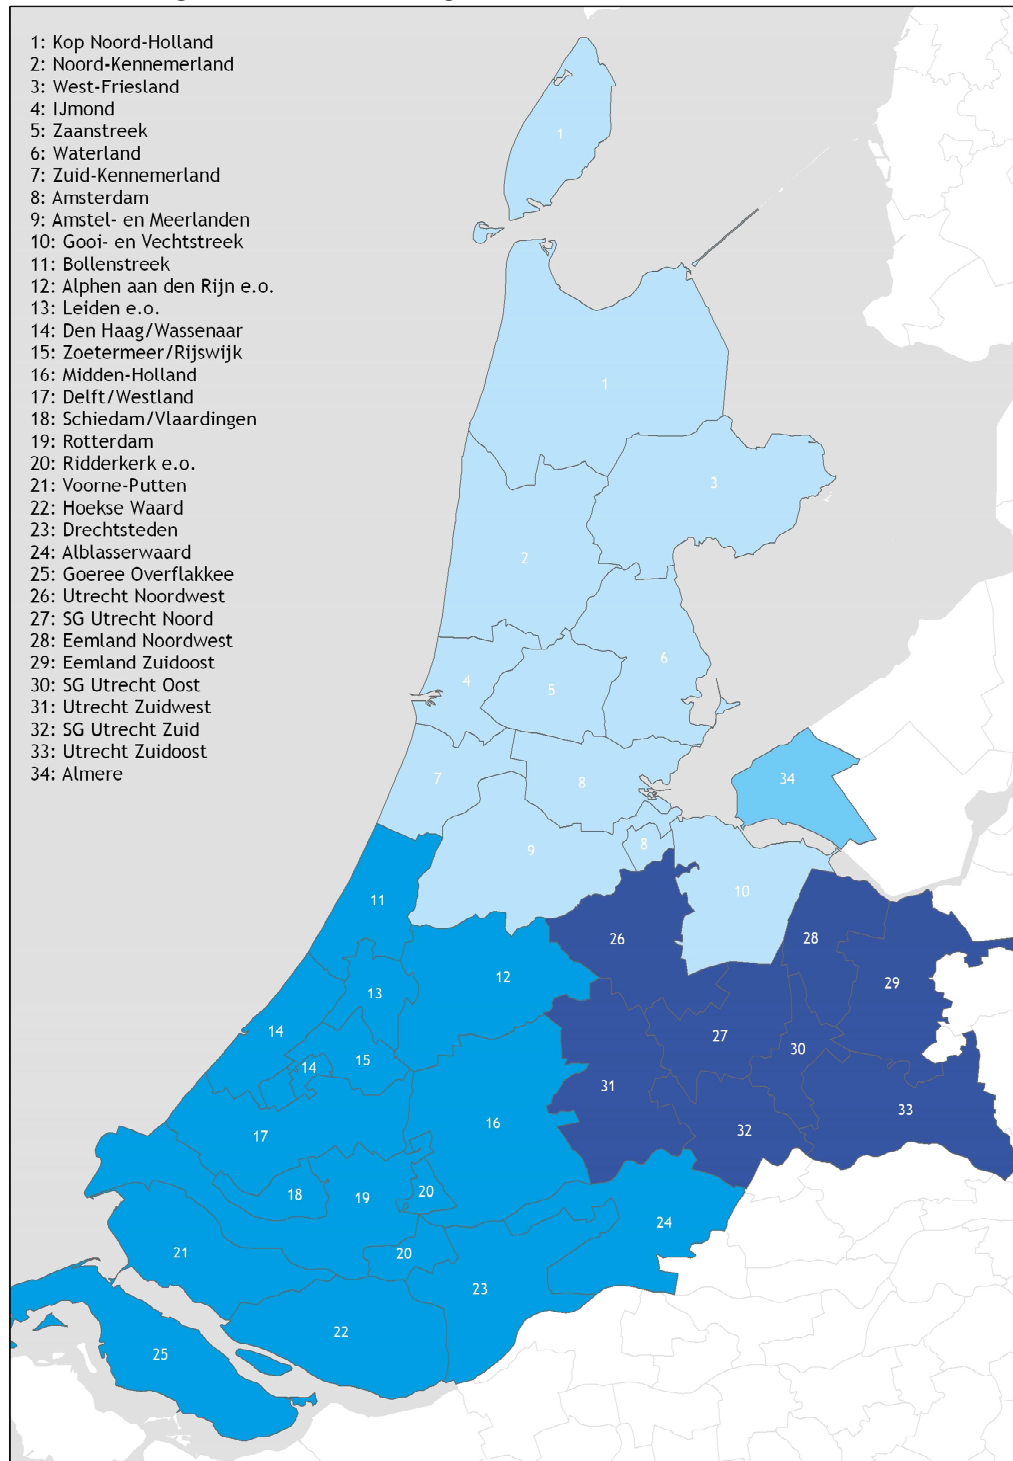 1: Kop Noord-Holland
2: Noord-Kennemerland
3: West-Friesland
4: IJmond
5: Zaanstreek
6: Waterland
7: Zuid-Kennemerland
8: Amsterdam
9: Amstel- en Meerlanden
10: Gooi- en Vechtstreek
11: Bollenstreek
12: Alphen aan den Rijn e.o.
13: Leiden e.o.
14: Den Haag/Wassenaar
15: Zoetermeer/Rijswijk
16: Midden-Holland
17: Delft/Westland
18: Schiedam/Vlaardingen
19: Rotterdam
20: Ridderkerk e.o.
21: Voorne-Putten
22: Hoekse Waard
23: Drechtsteden
24: Alblasserwaard
25: Goeree Overflakkee
26: Utrecht Noordwest
27: SG Utrecht Noord
28: Eemland Noordwest
29: Eemland Zuidoost
30: SG Utrecht Oost
31: Utrecht Zuidwest
32: SG Utrecht Zuid
33: Utrecht Zuidoost
34: Almere
1
1
3
2
6
4
5
7
8
34
8
9
10
11
26
28
12
29
13
14
27
30
15
14
31
33
16
32
17
20
18
19
24
21
20
23
22
25